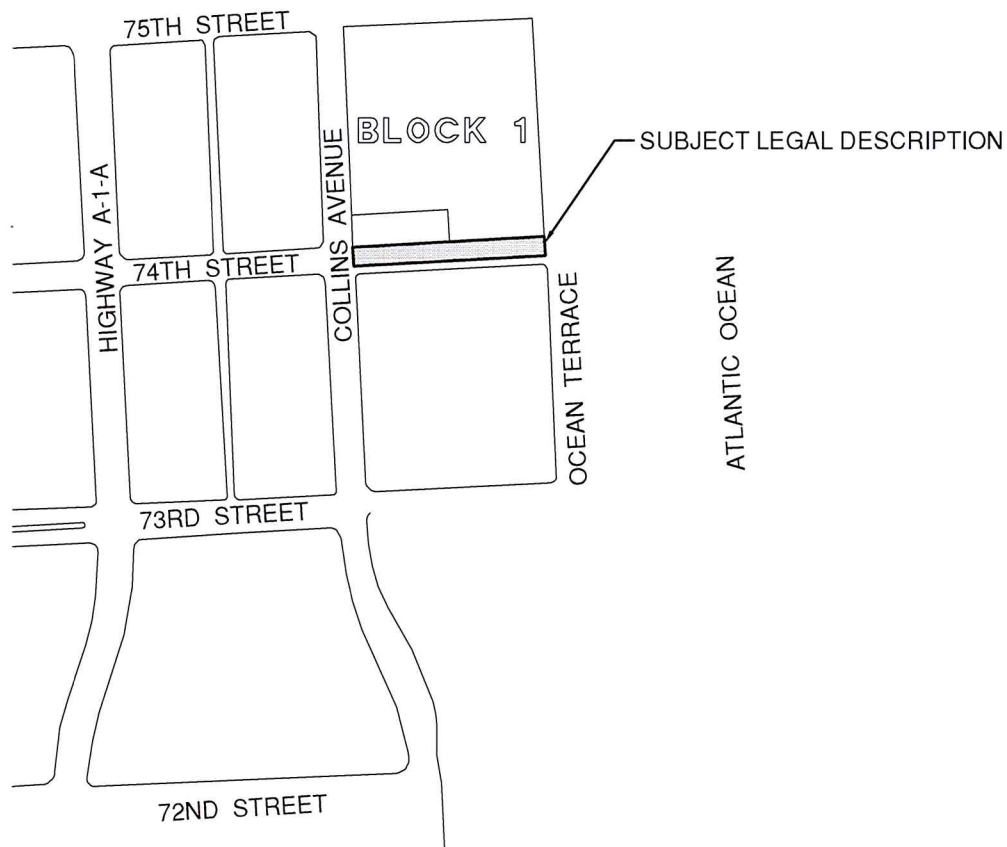 75TH STREET
BLOCK 1
SUBJECT LEGAL DESCRIPTION
HIGHWAY A-1-A
COLLINS AVENUE
74TH STREET
OCEAN TERRACE
ATLANTIC OCEAN
73RD STREET
72ND STREET